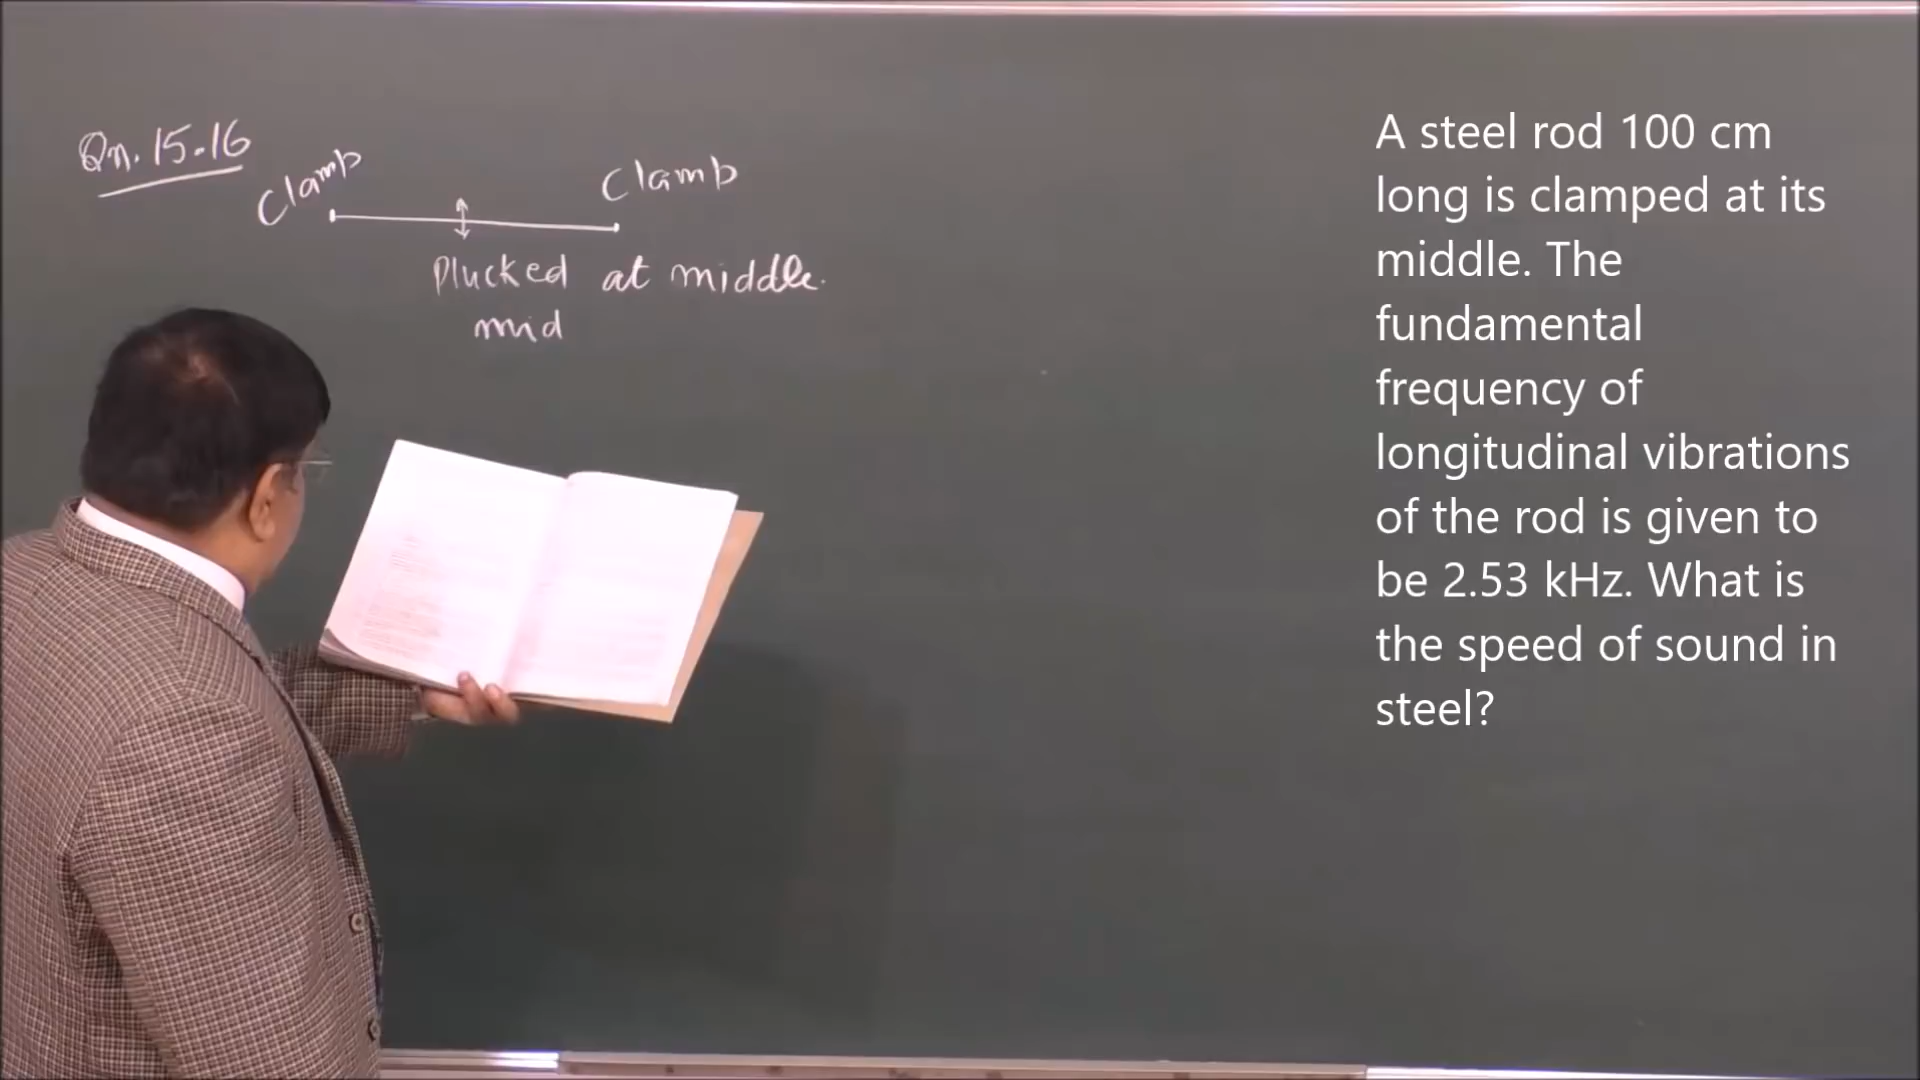 Qn. 15.16
Clamp
Clamp
Plucked at middle.
mid
A steel rod 100 cm
long is clamped at its
middle. The
fundamental
frequency of
longitudinal vibrations
of the rod is given to
be 2.53 kHz. What is
the speed of sound in
steel?